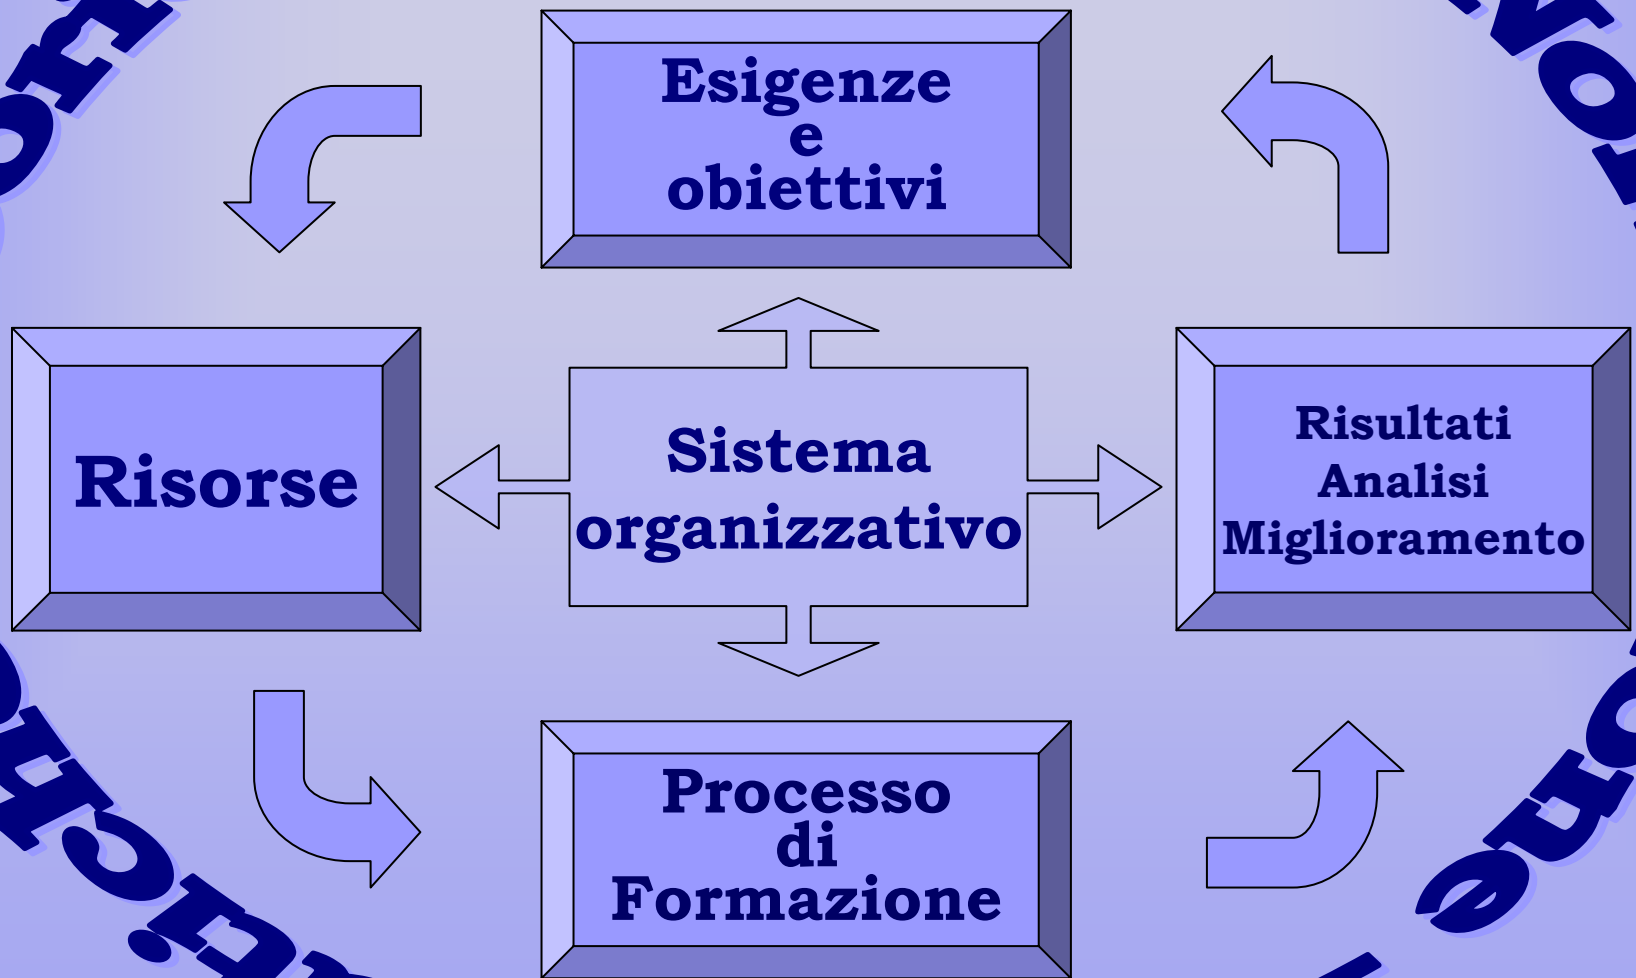 Esigenze
e
obiettivi
Risorse
Sistema
organizzativo
Risultati
Analisi
Miglioramento
Processo
di
Formazione